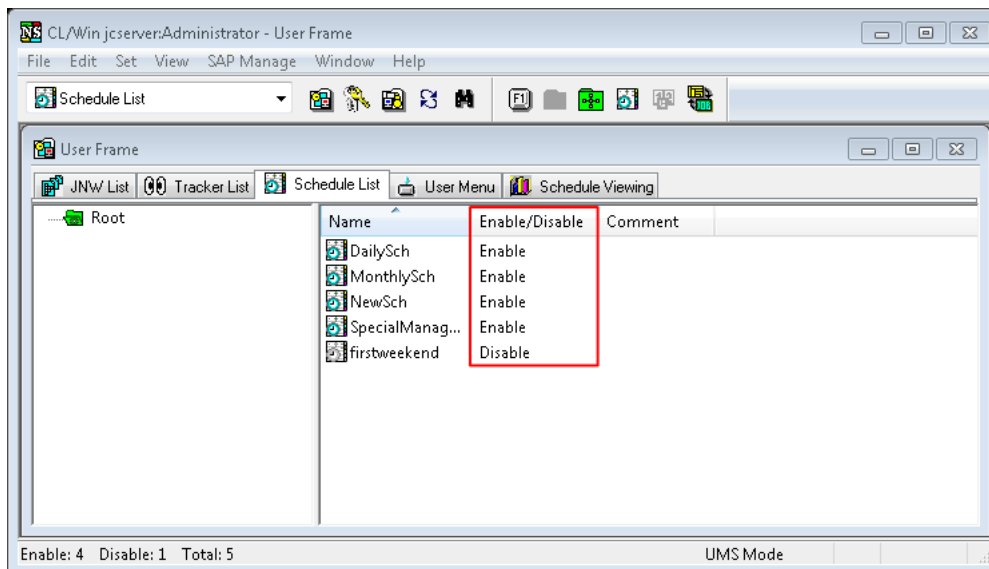 CL/Win jcserver:Administrator - User Frame
File Edit Set View SAP Manage Window Help
Schedule List
F1
User Frame
JNW List Tracker List Schedule List User Menu Schedule Viewing
Root
Name Enable/Disable Comment
DailySch Enable
MonthlySch Enable
NewSch Enable
SpecialManag... Enable
firstweekend Disable
Enable: 4 Disable: 1 Total: 5 UMS Mode